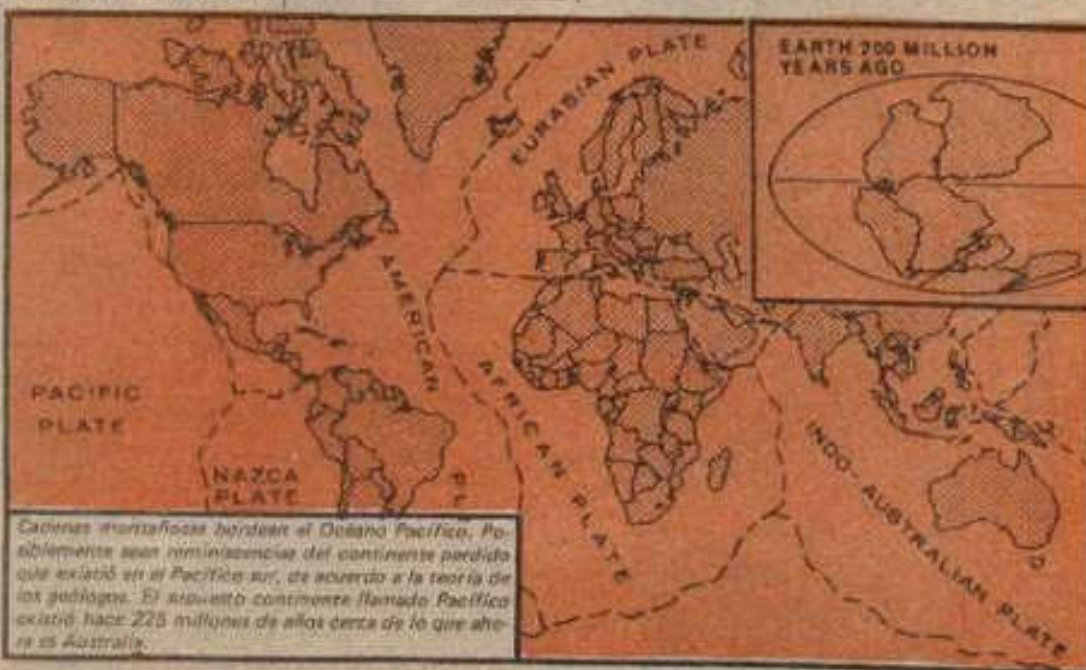 EURASIAN PLATE
EARTH 200 MILLION
YEARS AGO
AMERICAN
PACIFIC
PLATE
AFRICAN PLATE
NAZCA
PLATE
INDO-AUSTRALIAN PLATE
PL
Cadenas montañosas bordean el Océano Pacífico. Po-
siblemente sean reminiscencias del continente perdido
que existió en el Pacífico sur, de acuerdo a la teoría de
los geólogos. El supuesto continente llamado Pacífico
existió hace 225 millones de años cerca de lo que aho-
ra es Australia.